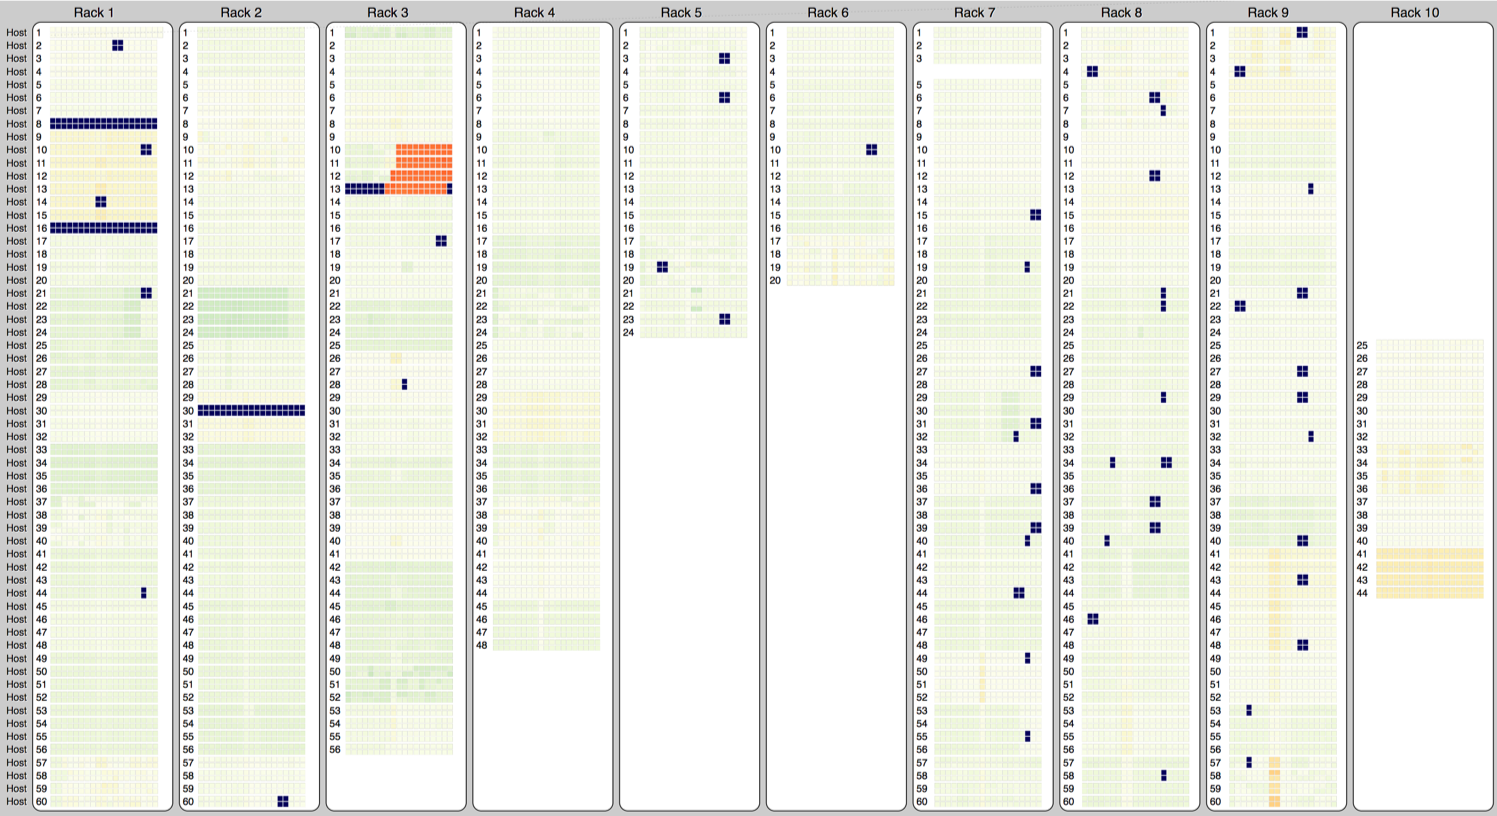 Rack 1 Rack 2 Rack 3 Rack 4 Rack 5 Rack 6 Rack 7 Rack 8 Rack 9 Rack 10
Host 1 1 1 1 1 1 1 1 1
Host 2 2 2 2 2 2 2 2 2
Host 3 3 3 3 3 3 3 3 3
Host 4 4 4 4 4 4 4 4
Host 5 5 5 5 5 5 5 5 5
Host 6 6 6 6 6 6 6 6 6
Host 7 7 7 7 7 7 7 7 7
Host 8 8 8 8 8 8 8 8 8
Host 9 9 9 9 9 9 9 9 9
Host 10 10 10 10 10 10 10 10 10
Host 11 11 11 11 11 11 11 11 11
Host 12 12 12 12 12 12 12 12 12
Host 13 13 13 13 13 13 13 13 13
Host 14 14 14 14 14 14 14 14 14
Host 15 15 15 15 15 15 15 15 15
Host 16 16 16 16 16 16 16 16 16
Host 17 17 17 17 17 17 17 17 17
Host 18 18 18 18 18 18 18 18 18
Host 19 19 19 19 19 19 19 19 19
Host 20 20 20 20 20 20 20 20 20
Host 21 21 21 21 21 21 21 21
Host 22 22 22 22 22 22 22 22
Host 23 23 23 23 23 23 23 23
Host 24 24 24 24 24 24 24 24
Host 25 25 25 25 25 25 25 25
Host 26 26 26 26 26 26 26 26
Host 27 27 27 27 27 27 27 27
Host 28 28 28 28 28 28 28 28
Host 29 29 29 29 29 29 29 29
Host 30 30 30 30 30 30 30 30
Host 31 31 31 31 31 31 31 31
Host 32 32 32 32 32 32 32 32
Host 33 33 33 33 33 33 33 33
Host 34 34 34 34 34 34 34 34
Host 35 35 35 35 35 35 35 35
Host 36 36 36 36 36 36 36 36
Host 37 37 37 37 37 37 37 37
Host 38 38 38 38 38 38 38 38
Host 39 39 39 39 39 39 39 39
Host 40 40 40 40 40 40 40 40
Host 41 41 41 41 41 41 41 41
Host 42 42 42 42 42 42 42 42
Host 43 43 43 43 43 43 43 43
Host 44 44 44 44 44 44 44 44
Host 45 45 45 45 45 45 45
Host 46 46 46 46 46 46 46
Host 47 47 47 47 47 47 47
Host 48 48 48 48 48 48 48
Host 49 49 49 49 49 49
Host 50 50 50 50 50 50
Host 51 51 51 51 51 51
Host 52 52 52 52 52 52
Host 53 53 53 53 53 53
Host 54 54 54 54 54 54
Host 55 55 55 55 55 55
Host 56 56 56 56 56 56
Host 57 57 57 57 57
Host 58 58 58 58 58
Host 59 59 59 59 59
Host 60 60 60 60 60